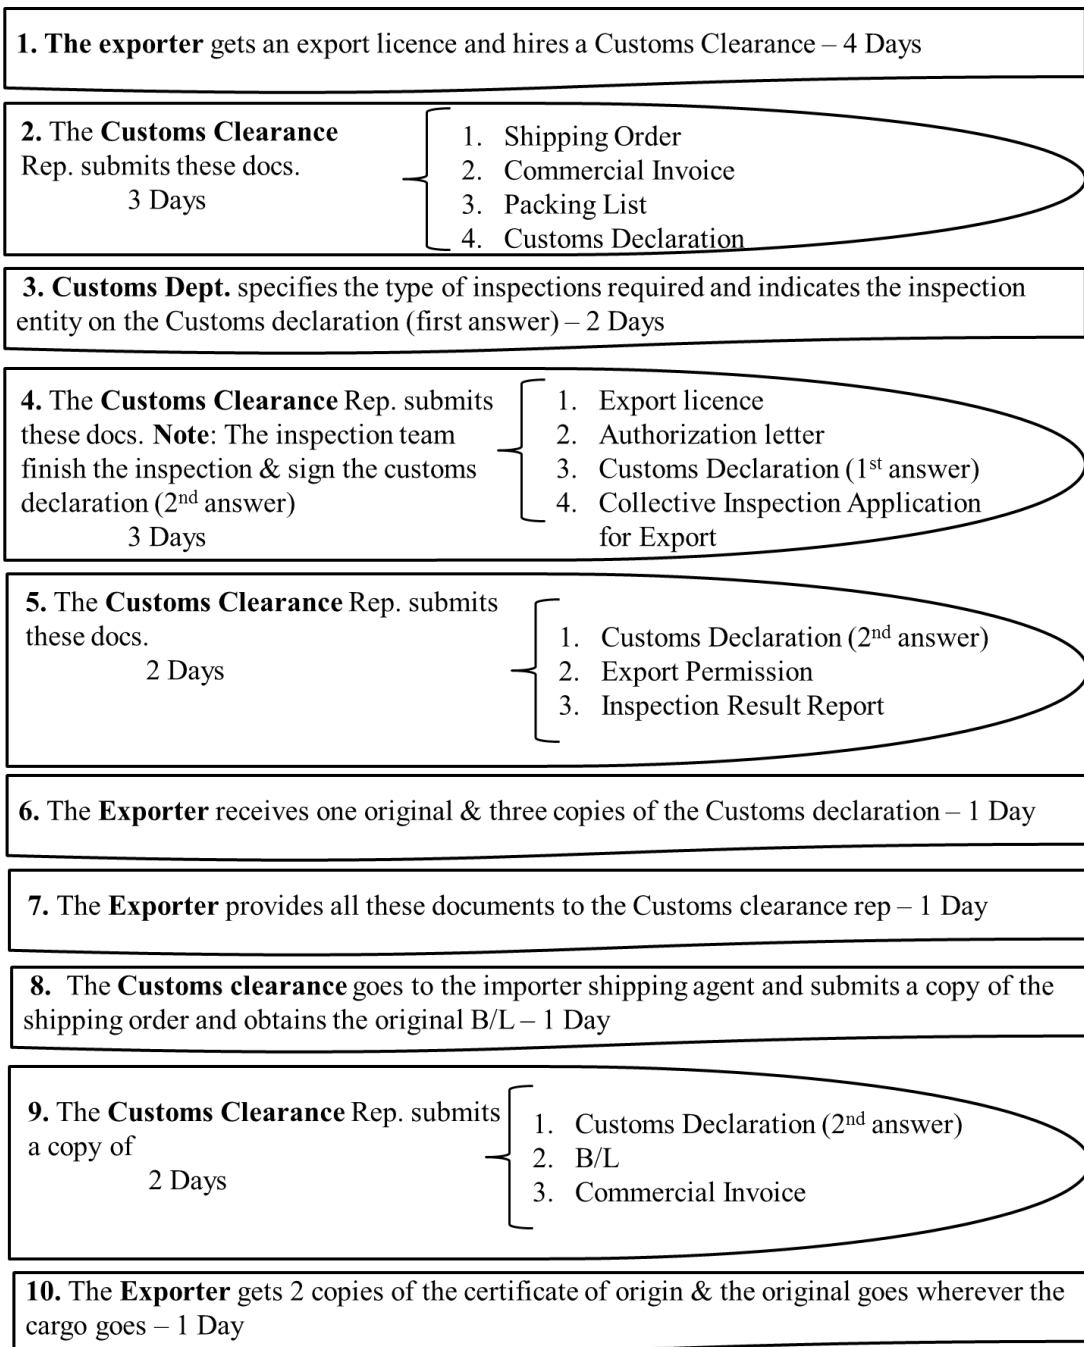 1. The exporter gets an export licence and hires a Customs Clearance – 4 Days
2. The Customs Clearance
Rep. submits these docs.
3 Days
1. Shipping Order
2. Commercial Invoice
3. Packing List
4. Customs Declaration
3. Customs Dept. specifies the type of inspections required and indicates the inspection
entity on the Customs declaration (first answer) – 2 Days
4. The Customs Clearance Rep. submits
these docs. Note: The inspection team
finish the inspection & sign the customs
declaration (2nd answer)
3 Days
1. Export licence
2. Authorization letter
3. Customs Declaration (1st answer)
4. Collective Inspection Application
for Export
5. The Customs Clearance Rep. submits
these docs.
2 Days
1. Customs Declaration (2nd answer)
2. Export Permission
3. Inspection Result Report
6. The Exporter receives one original & three copies of the Customs declaration – 1 Day
7. The Exporter provides all these documents to the Customs clearance rep – 1 Day
8. The Customs clearance goes to the importer shipping agent and submits a copy of the
shipping order and obtains the original B/L – 1 Day
9. The Customs Clearance Rep. submits
a copy of
2 Days
1. Customs Declaration (2nd answer)
2. B/L
3. Commercial Invoice
10. The Exporter gets 2 copies of the certificate of origin & the original goes wherever the
cargo goes – 1 Day